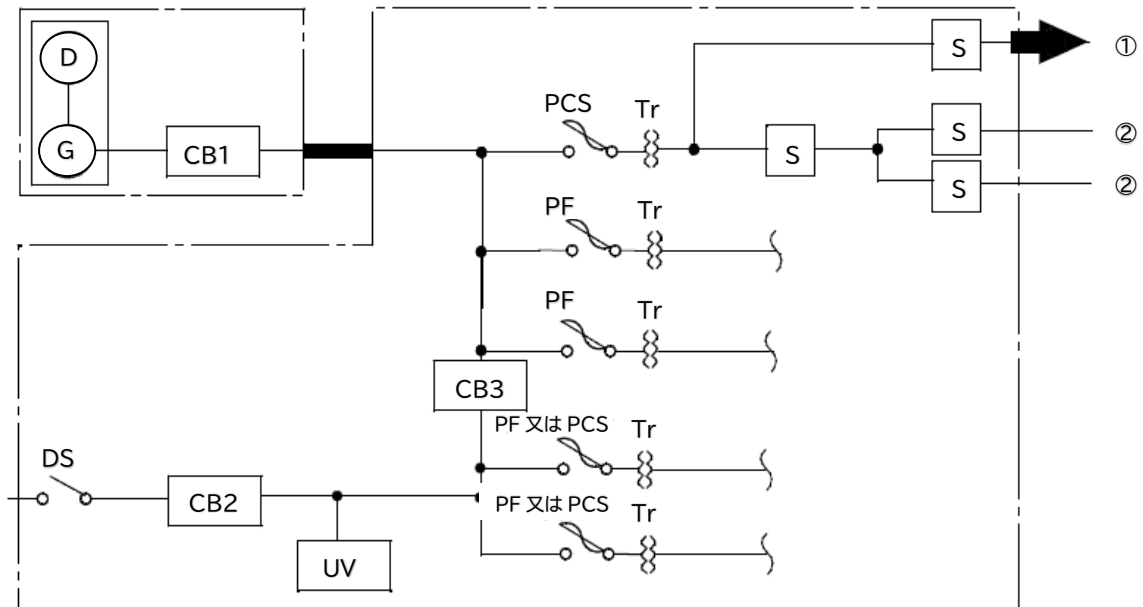 D
S
①
PCS
Tr
G
CB1
S
S
②
S
②
PF
Tr
PF
Tr
CB3
PF 又は PCS
Tr
DS
CB2
PF 又は PCS
Tr
UV